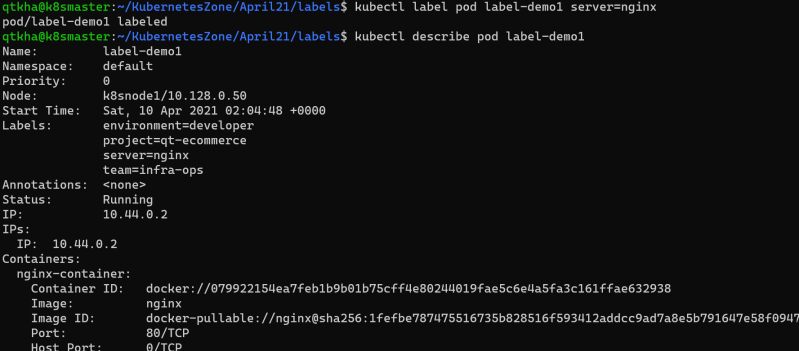 qtkha@k8smaster:~/KubernetesZone/April21/labels$ kubectl label pod label-demo1 server=nginx
pod/label-demo1 labeled
qtkha@k8smaster:~/KubernetesZone/April21/labels$ kubectl describe pod label-demo1
Name:         label-demo1
Namespace:    default
Priority:     0
Node:         k8snode1/10.128.0.50
Start Time:   Sat, 10 Apr 2021 02:04:48 +0000
Labels:       environment=developer
              project=qt-ecommerce
              server=nginx
              team=infra-ops
Annotations:  <none>
Status:       Running
IP:           10.44.0.2
IPs:
  IP:  10.44.0.2
Containers:
  nginx-container:
    Container ID:   docker://079922154ea7feb1b9b01b75cff4e80244019fae5c6e4a5fa3c161ffae632938
    Image:          nginx
    Image ID:       docker-pullable://nginx@sha256:1fefbe787475516735b828516f593412addcc9ad7a8e5b791647e58f0947
    Port:           80/TCP
    Host Port:      0/TCP